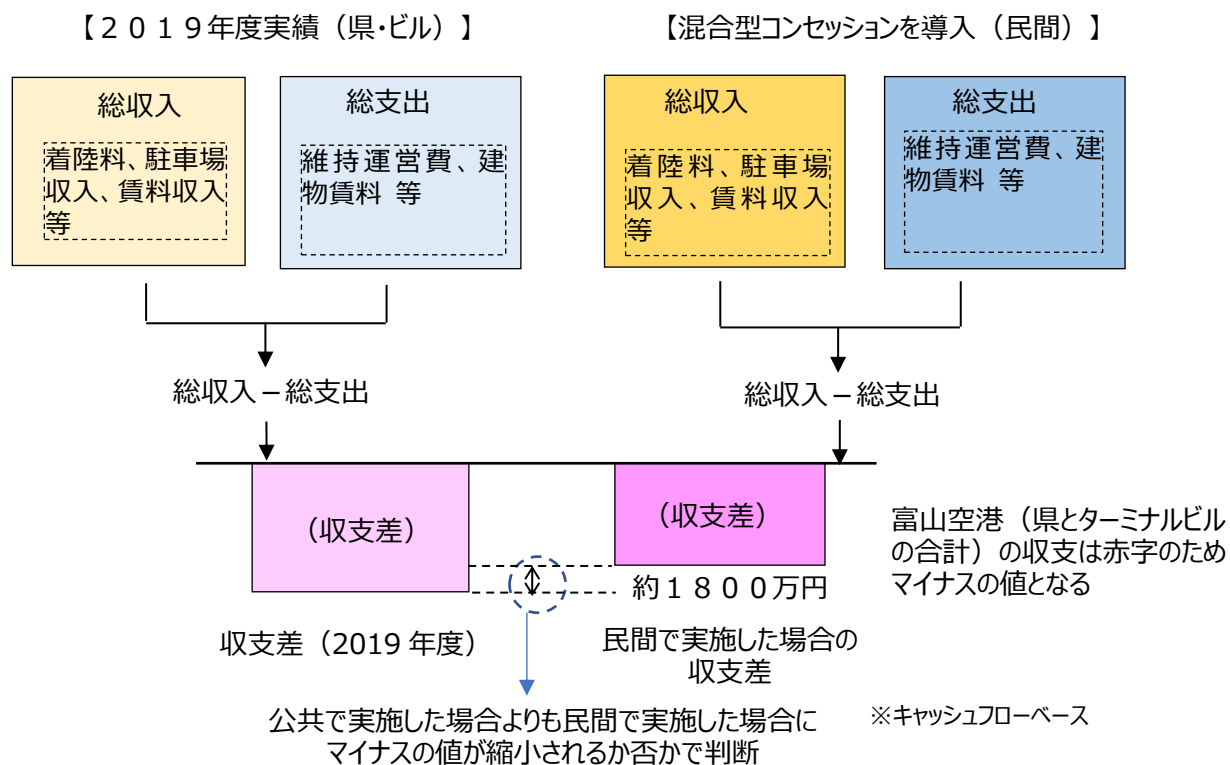 【２０１９年度実績（県・ビル）】
【混合型コンセッションを導入（民間）】
総収入
着陸料、駐車場
収入、賃料収入
等
総支出
維持運営費、建
物賃料 等
総収入
着陸料、駐車場
収入、賃料収入
等
総支出
維持運営費、建
物賃料 等
総収入－総支出
総収入－総支出
（収支差）
（収支差）
富山空港（県とターミナルビル
の合計）の収支は赤字のため
マイナスの値となる
約１８００万円
収支差（2019 年度）
民間で実施した場合の
収支差
公共で実施した場合よりも民間で実施した場合に
マイナスの値が縮小されるか否かで判断
※キャッシュフローベース